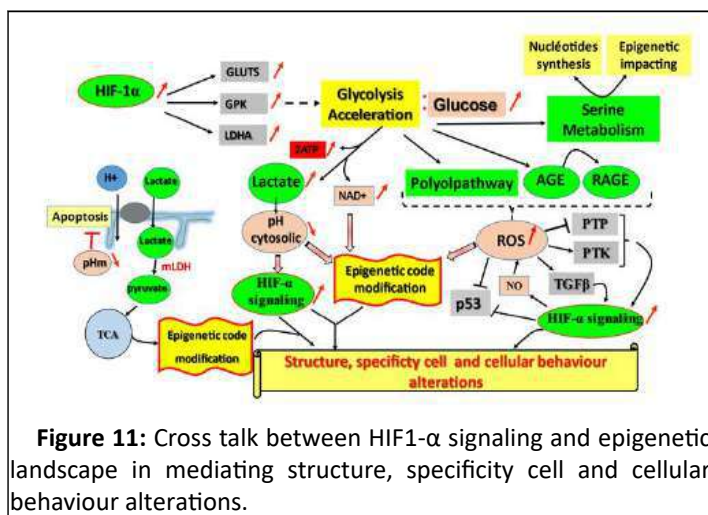 Nucléotides
synthesis
Epigenetic
impacting
HIF-1α
GLUTS
GPK
LDHA
Glycolysis
Acceleration
: Glucose
Serine
Metabolism
2ATP
Lactate
NAD+
Polyolpathway
AGE
RAGE
H+
Lactate
Apoptosis
Lactate
pHm
mLDH
pyruvate
TCA
pH
cytosolic
HIF-α
signaling
Epigenetic code
modification
ROS
PTP
PTK
NO
TGFβ
p53
HIF-α signaling
Epigenetic code
modification
Structure, specificty cell and cellular behaviour
alterations
Figure 11: Cross talk between HIF1-α signaling and epigenetic
landscape in mediating structure, specificity cell and cellular
behaviour alterations.